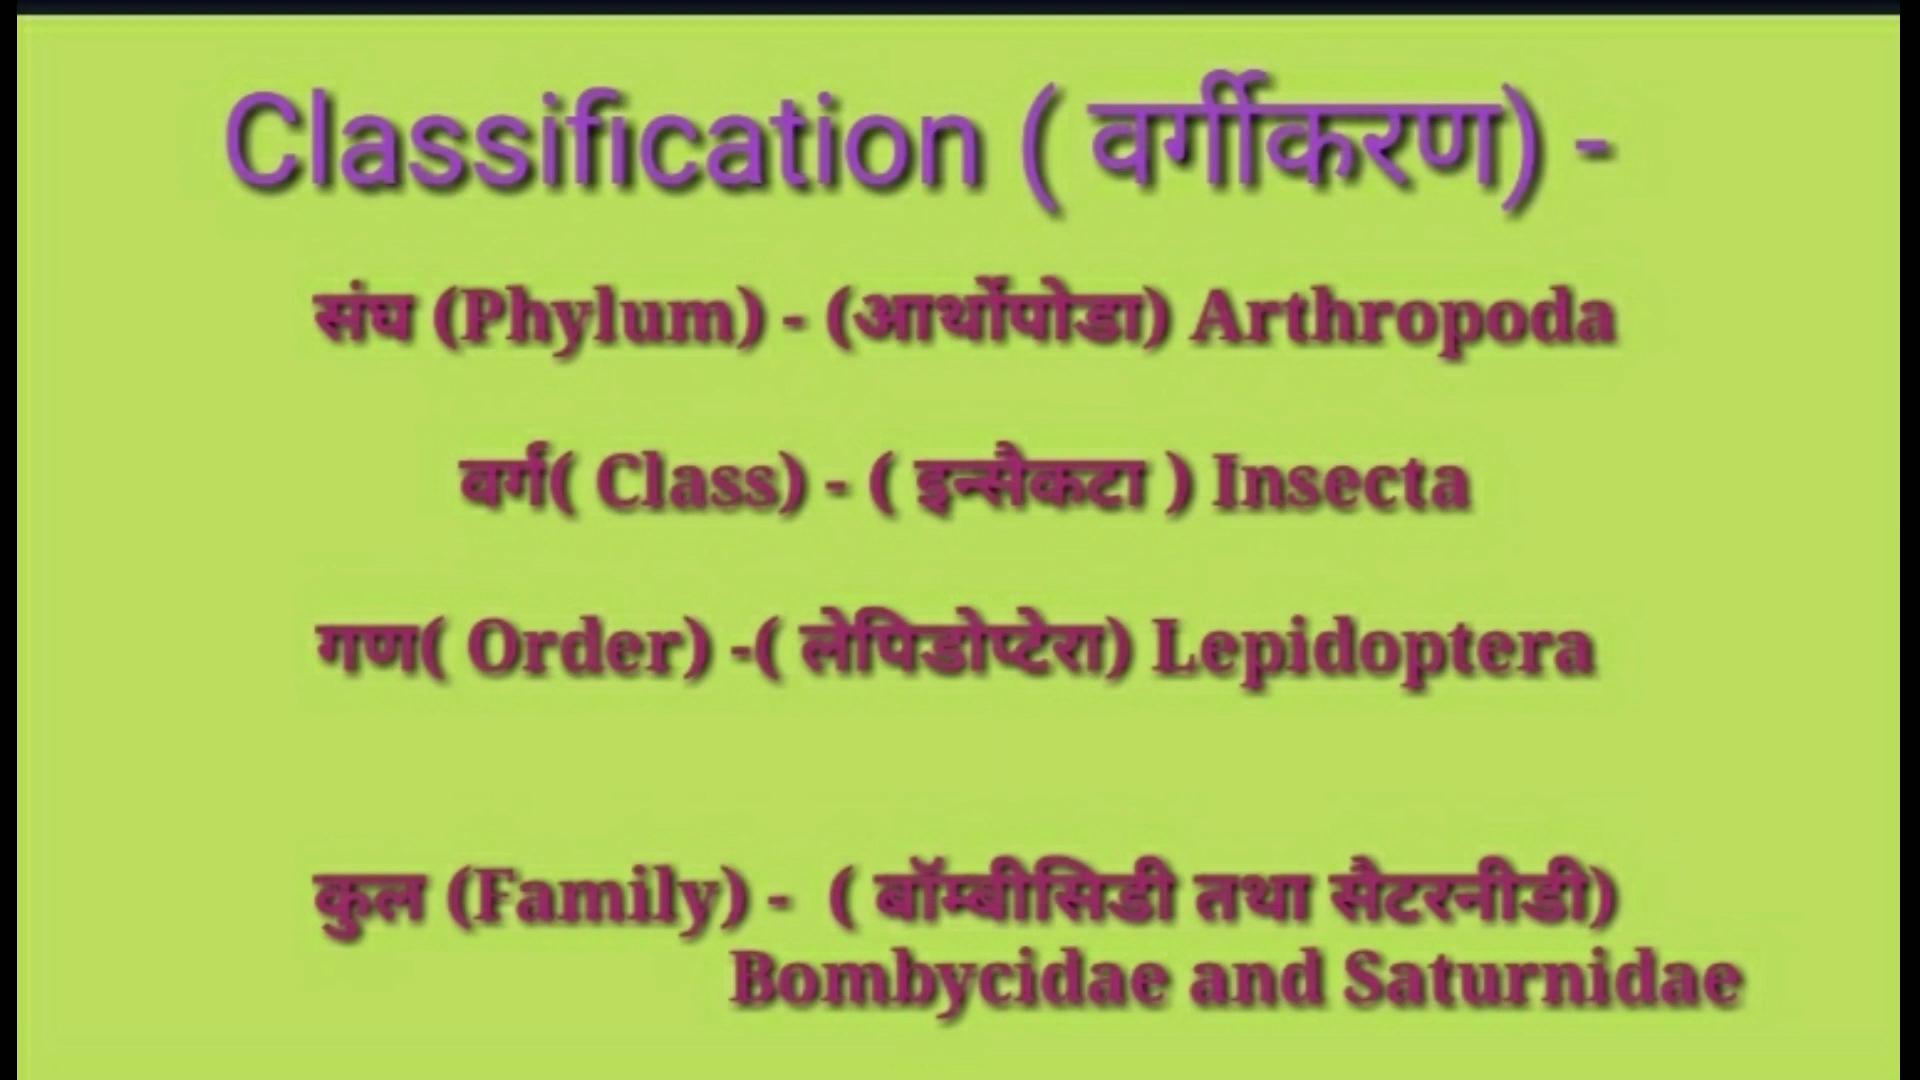 Classification ( वर्गीकरण) -
संघ (Phylum) - (आर्थोपोडा) Arthropoda
वर्ग( Class) - ( इन्सैकटा ) Insecta
गण( Order) -( लेपिडोप्टेरा) Lepidoptera
कुल (Family) - ( बॉम्बीसिडी तथा सैटरनीडी)
Bombycidae and Saturnidae